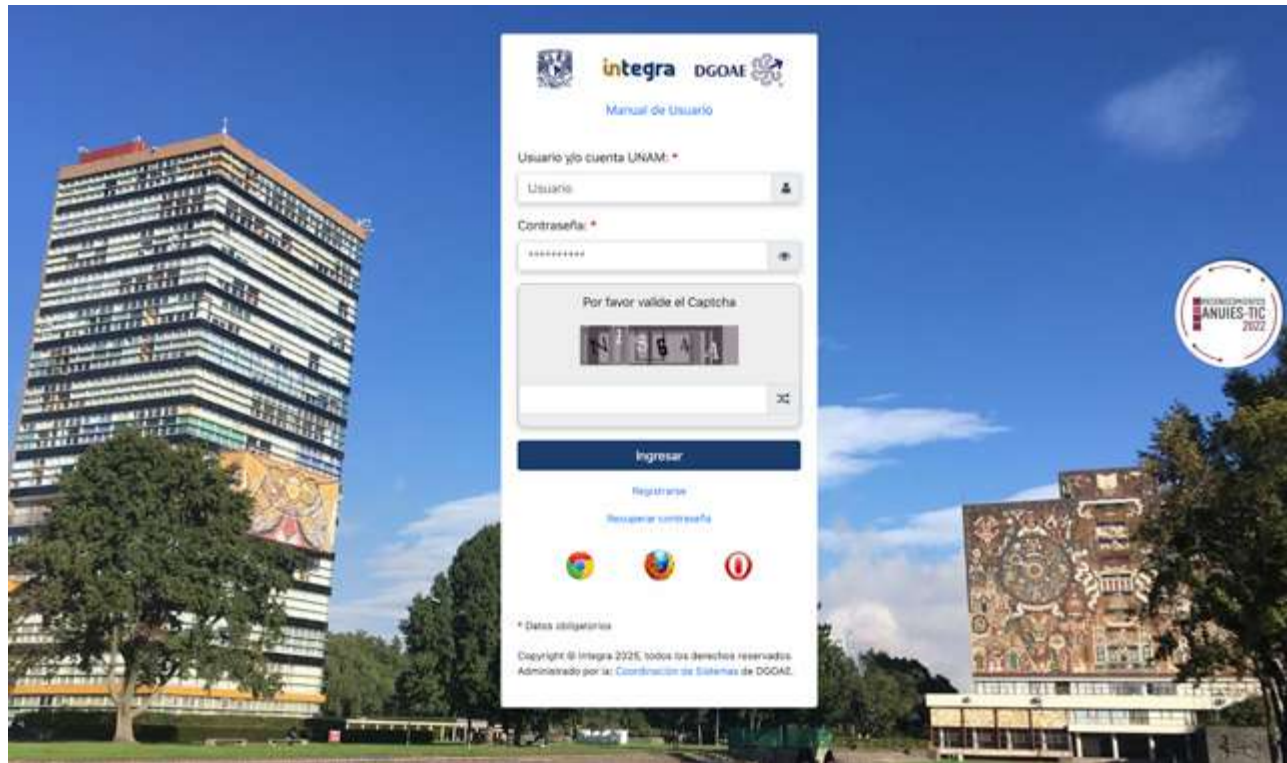 integra DGOAE
Manual de Usuario
Usuario y/o cuenta UNAM: *
Usuario
Contraseña: *
**********
Por favor valide el Captcha
Ingresar
Registrarse
Recuperar contraseña
* Datos obligatorios
Copyright © Integra 2025, todos los derechos reservados.
Administrado por la: Coordinación de Sistemas de DGOAE.
RECONOCIMIENTOS
ANUIES-TIC
2022